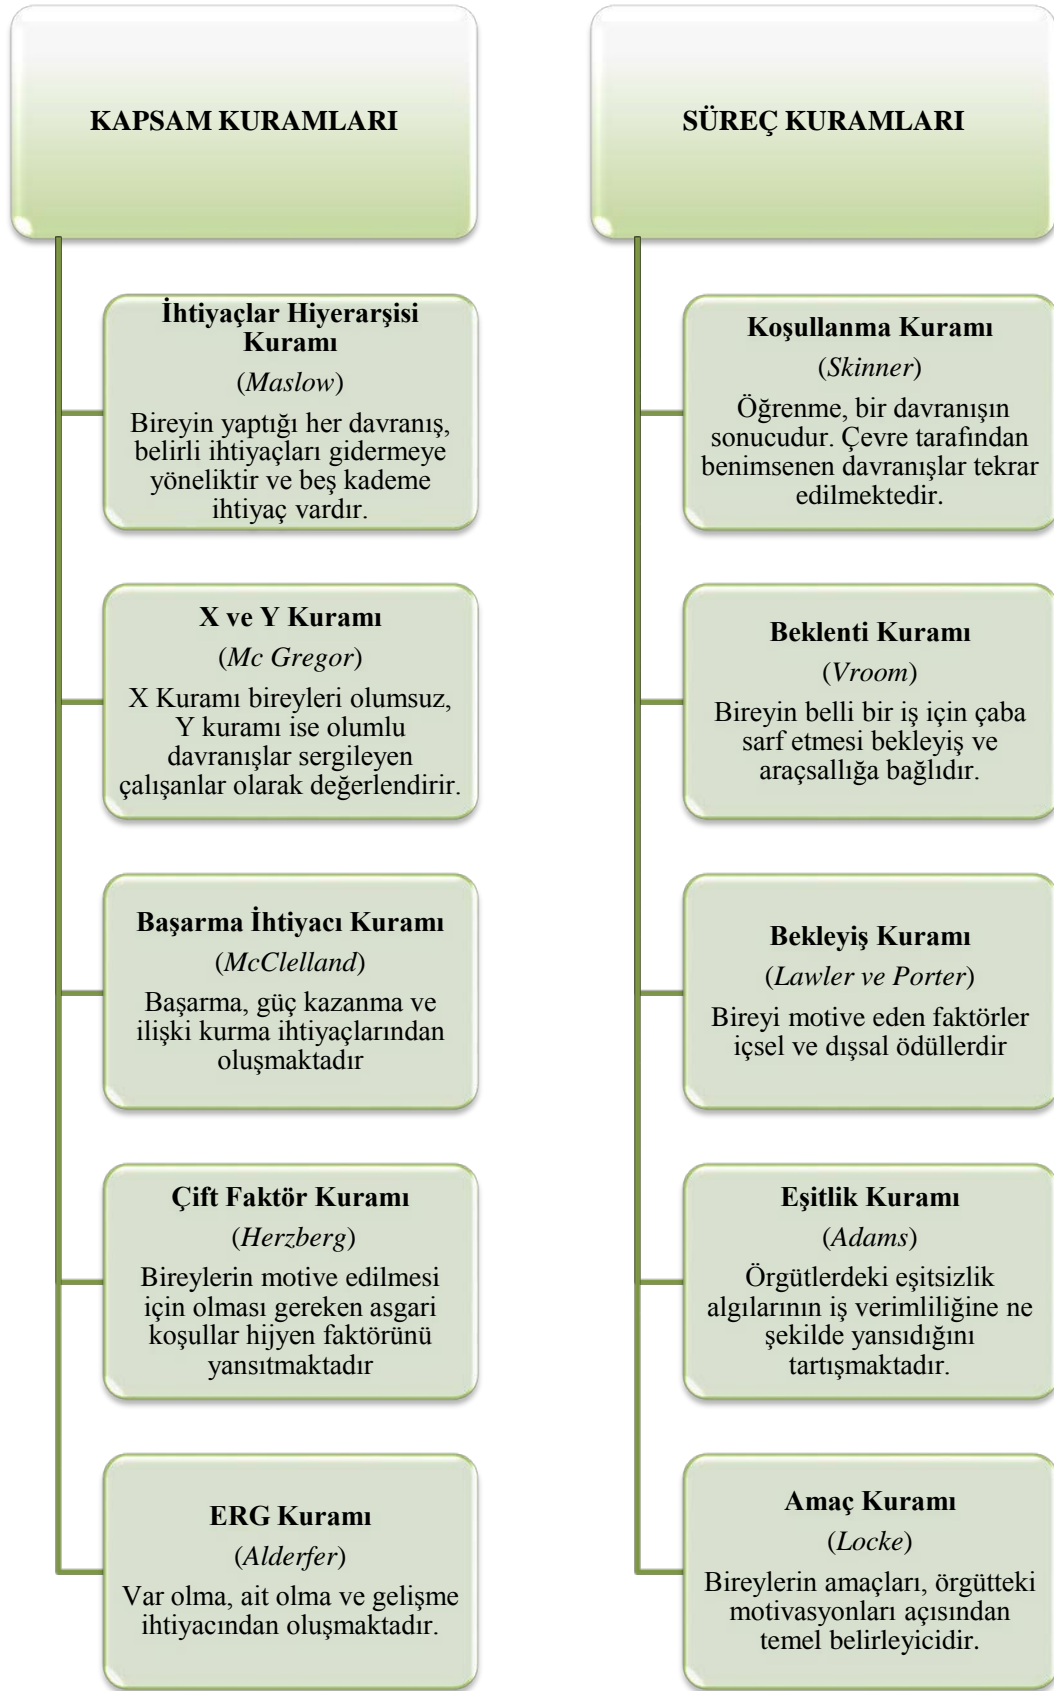 KAPSAM KURAMLARI
İhtiyaçlar Hiyerarşisi
Kuramı
(Maslow)
Bireyin yaptığı her davranış,
belirli ihtiyaçları gidermeye
yöneliktir ve beş kademe
ihtiyaç vardır.
X ve Y Kuramı
(Mc Gregor)
X Kuramı bireyleri olumsuz,
Y kuramı ise olumlu
davranışlar sergileyen
çalışanlar olarak değerlendirir.
Başarma İhtiyacı Kuramı
(McClelland)
Başarma, güç kazanma ve
ilişki kurma ihtiyaçlarından
oluşmaktadır
Çift Faktör Kuramı
(Herzberg)
Bireylerin motive edilmesi
için olması gereken asgari
koşullar hijyen faktörünü
yansıtmaktadır
ERG Kuramı
(Alderfer)
Var olma, ait olma ve gelişme
ihtiyacından oluşmaktadır.
SÜREÇ KURAMLARI
Koşullanma Kuramı
(Skinner)
Öğrenme, bir davranışın
sonucudur. Çevre tarafından
benimsenen davranışlar tekrar
edilmektedir.
Beklenti Kuramı
(Vroom)
Bireyin belli bir iş için çaba
sarf etmesi bekleyiş ve
araçsallığa bağlıdır.
Bekleyiş Kuramı
(Lawler ve Porter)
Bireyi motive eden faktörler
içsel ve dışsal ödüllerdir
Eşitlik Kuramı
(Adams)
Örgütlerdeki eşitsizlik
algılarının iş verimliliğine ne
şekilde yansıdığını
tartışmaktadır.
Amaç Kuramı
(Locke)
Bireylerin amaçları, örgütteki
motivasyonları açısından
temel belirleyicidir.